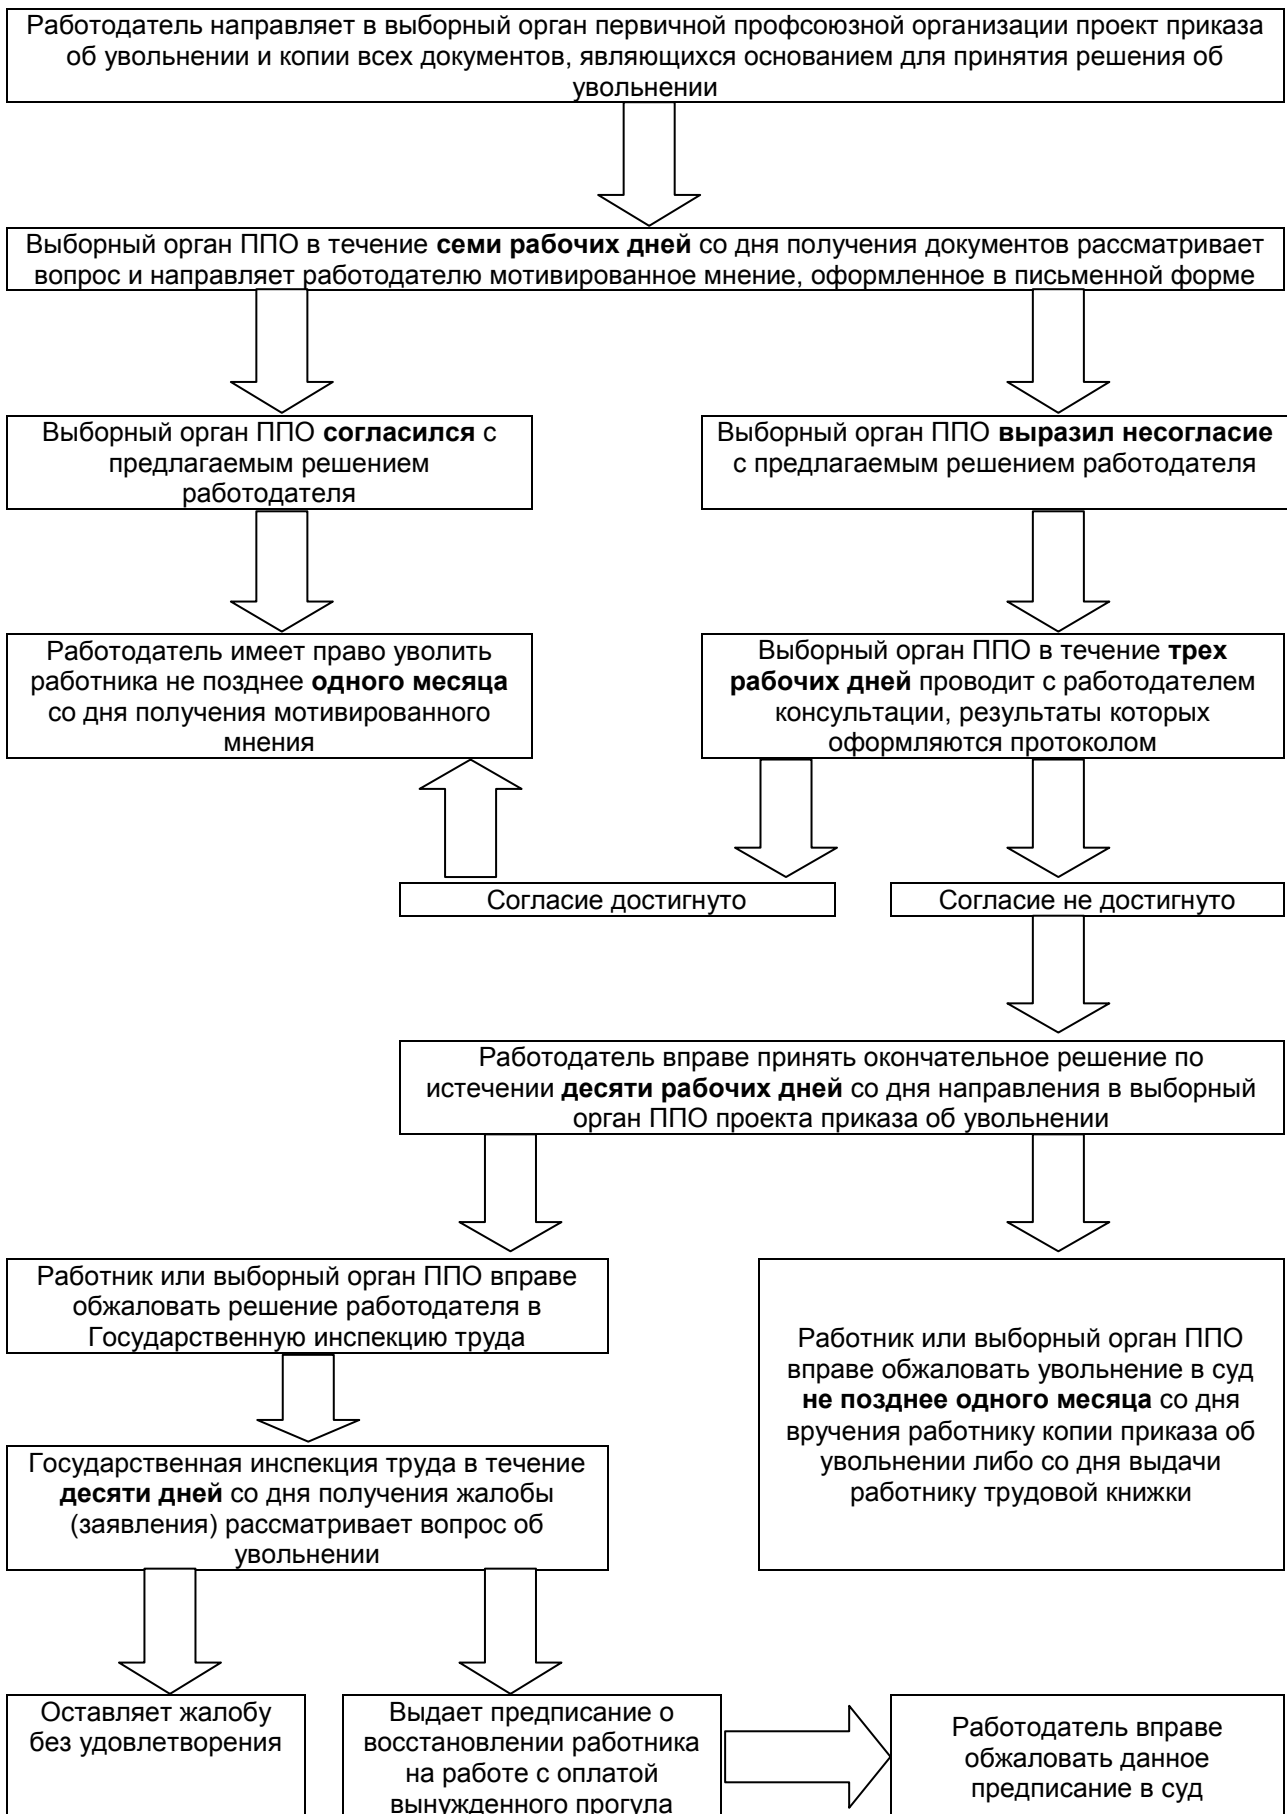 Работодатель направляет в выборный орган первичной профсоюзной организации проект приказа
об увольнении и копии всех документов, являющихся основанием для принятия решения об
увольнении
Выборный орган ППО в течение семи рабочих дней со дня получения документов рассматривает
вопрос и направляет работодателю мотивированное мнение, оформленное в письменной форме
Выборный орган ППО согласился с
предлагаемым решением
работодателя
Выборный орган ППО выразил несогласие
с предлагаемым решением работодателя
Работодатель имеет право уволить
работника не позднее одного месяца
со дня получения мотивированного
мнения
Выборный орган ППО в течение трех
рабочих дней проводит с работодателем
консультации, результаты которых
оформляются протоколом
Согласие достигнуто
Согласие не достигнуто
Работодатель вправе принять окончательное решение по
истечении десяти рабочих дней со дня направления в выборный
орган ППО проекта приказа об увольнении
Работник или выборный орган ППО вправе
обжаловать решение работодателя в
Государственную инспекцию труда
Работник или выборный орган ППО
вправе обжаловать увольнение в суд
не позднее одного месяца со дня
вручения работнику копии приказа об
увольнении либо со дня выдачи
работнику трудовой книжки
Государственная инспекция труда в течение
десяти дней со дня получения жалобы
(заявления) рассматривает вопрос об
увольнении
Оставляет жалобу
без удовлетворения
Выдает предписание о
восстановлении работника
на работе с оплатой
вынужденного прогула
Работодатель вправе
обжаловать данное
предписание в суд